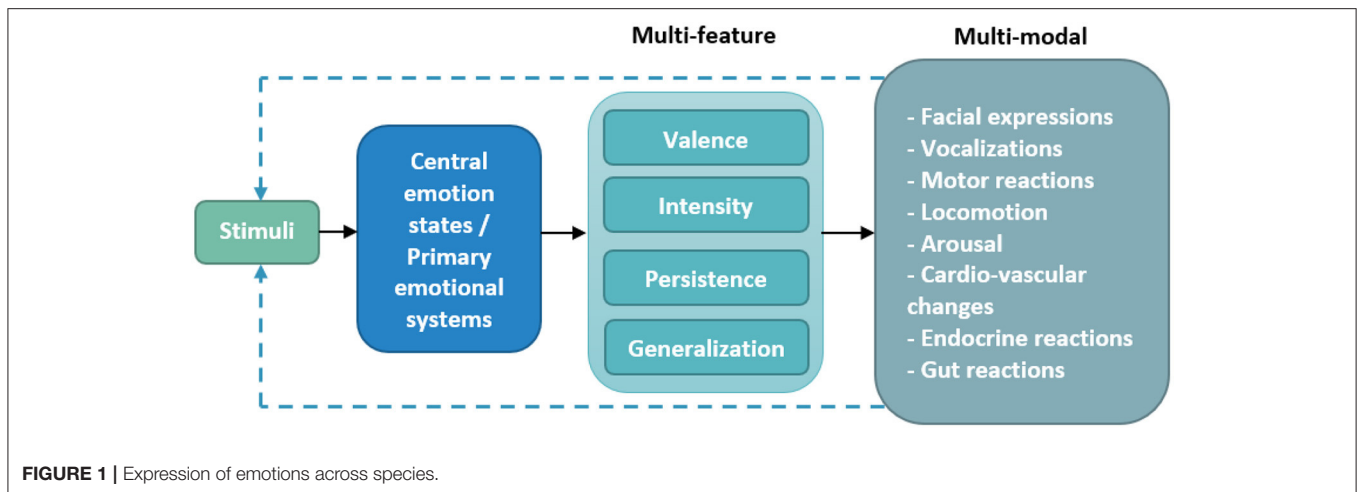 Multi-feature
Multi-modal
Stimuli
Central
emotion
states /
Primary
emotional
systems
Valence
Intensity
Persistence
Generalization
- Facial expressions
- Vocalizations
- Motor reactions
- Locomotion
- Arousal
- Cardio-vascular
changes
- Endocrine reactions
- Gut reactions
FIGURE 1 | Expression of emotions across species.